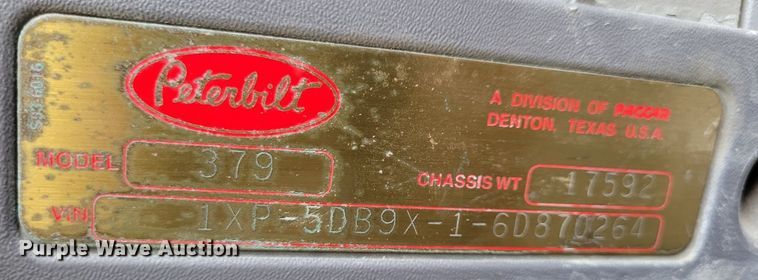 Peterbilt
A DIVISION OF PACCAR
DENTON, TEXAS U.S.A.
MODEL 379
CHASSIS WT 17592
VIN 1XP-5DB9X-1-6D870264
Purple Wave Auction